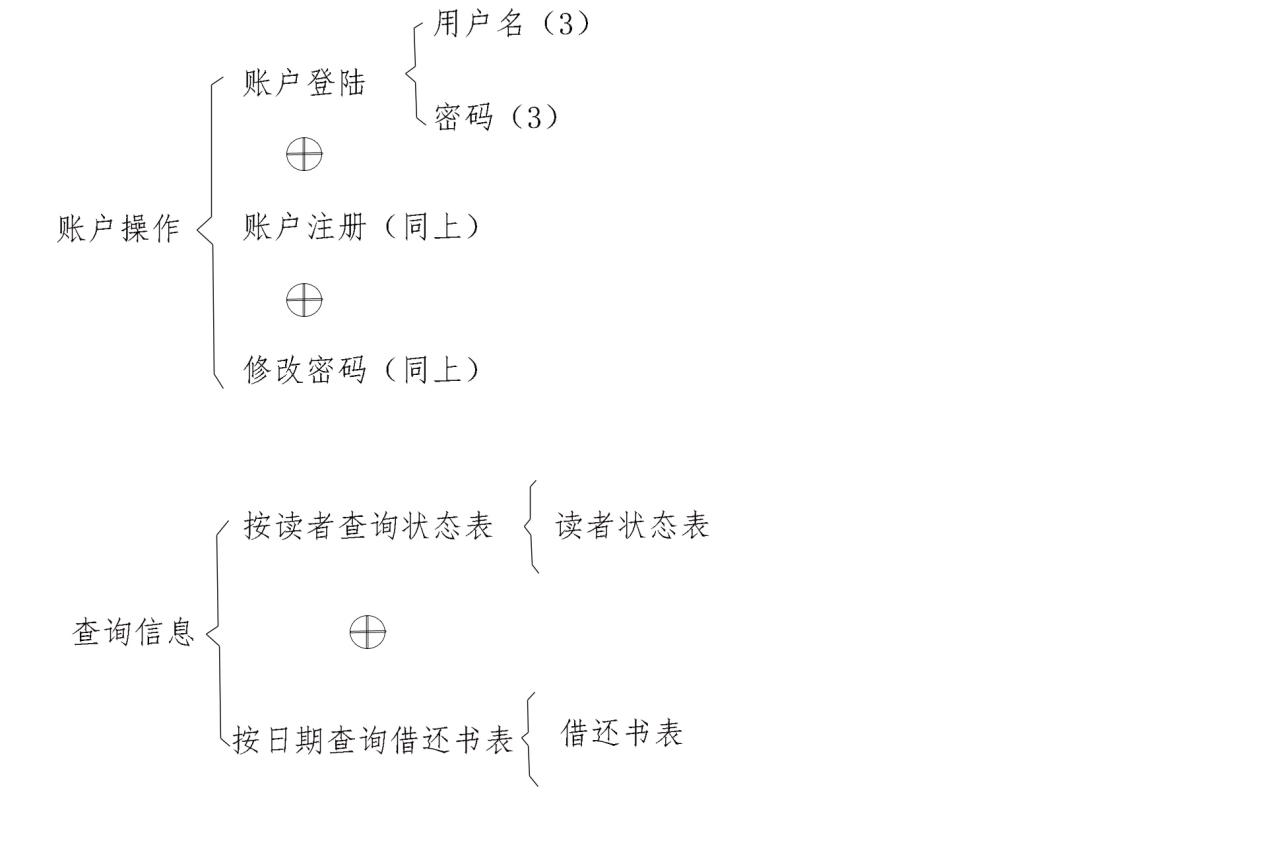 用户名（3）
账户登陆
密码（3）
账户操作
账户注册（同上）
修改密码（同上）
按读者查询状态表
读者状态表
查询信息
按日期查询借还书表
借还书表